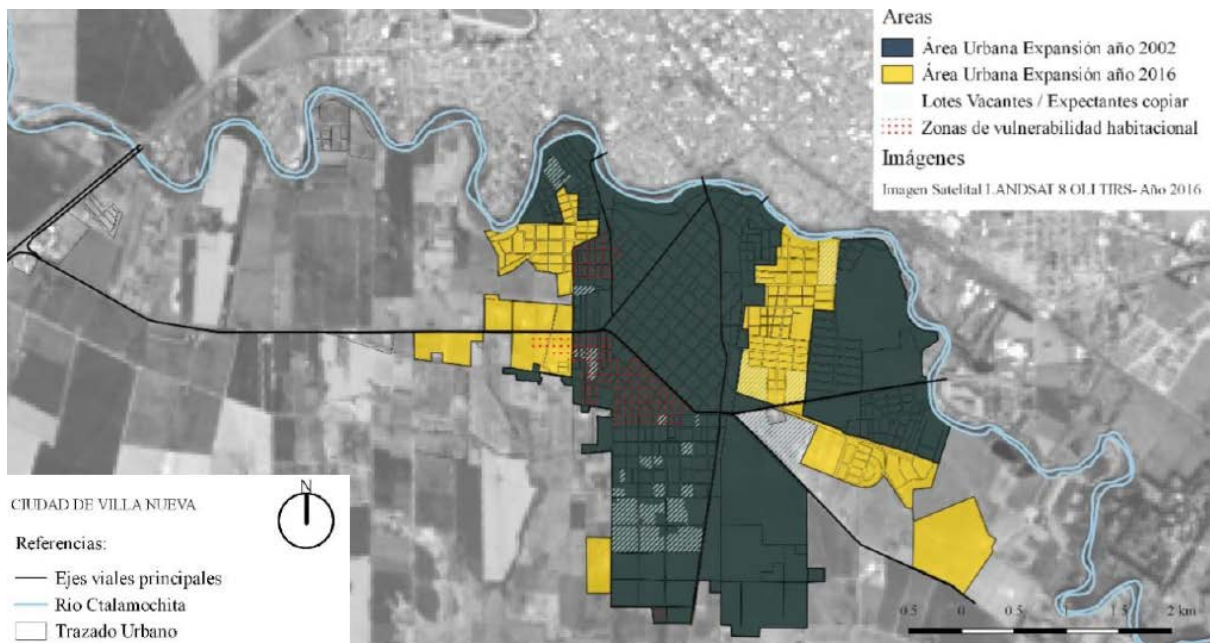 Areas
Área Urbana Expansión año 2002
Área Urbana Expansión año 2016
Lotes Vacantes / Expectantes copiar
Zonas de vulnerabilidad habitacional
Imágenes
Imagen Satelital LANDSAT 8 OLI TIRS- Año 2016
CIUDAD DE VILLA NUEVA
N
Referencias:
Ejes viales principales
Río Ctalamochita
Trazado Urbano
0.5 0 0.5 1 1.5 2 km